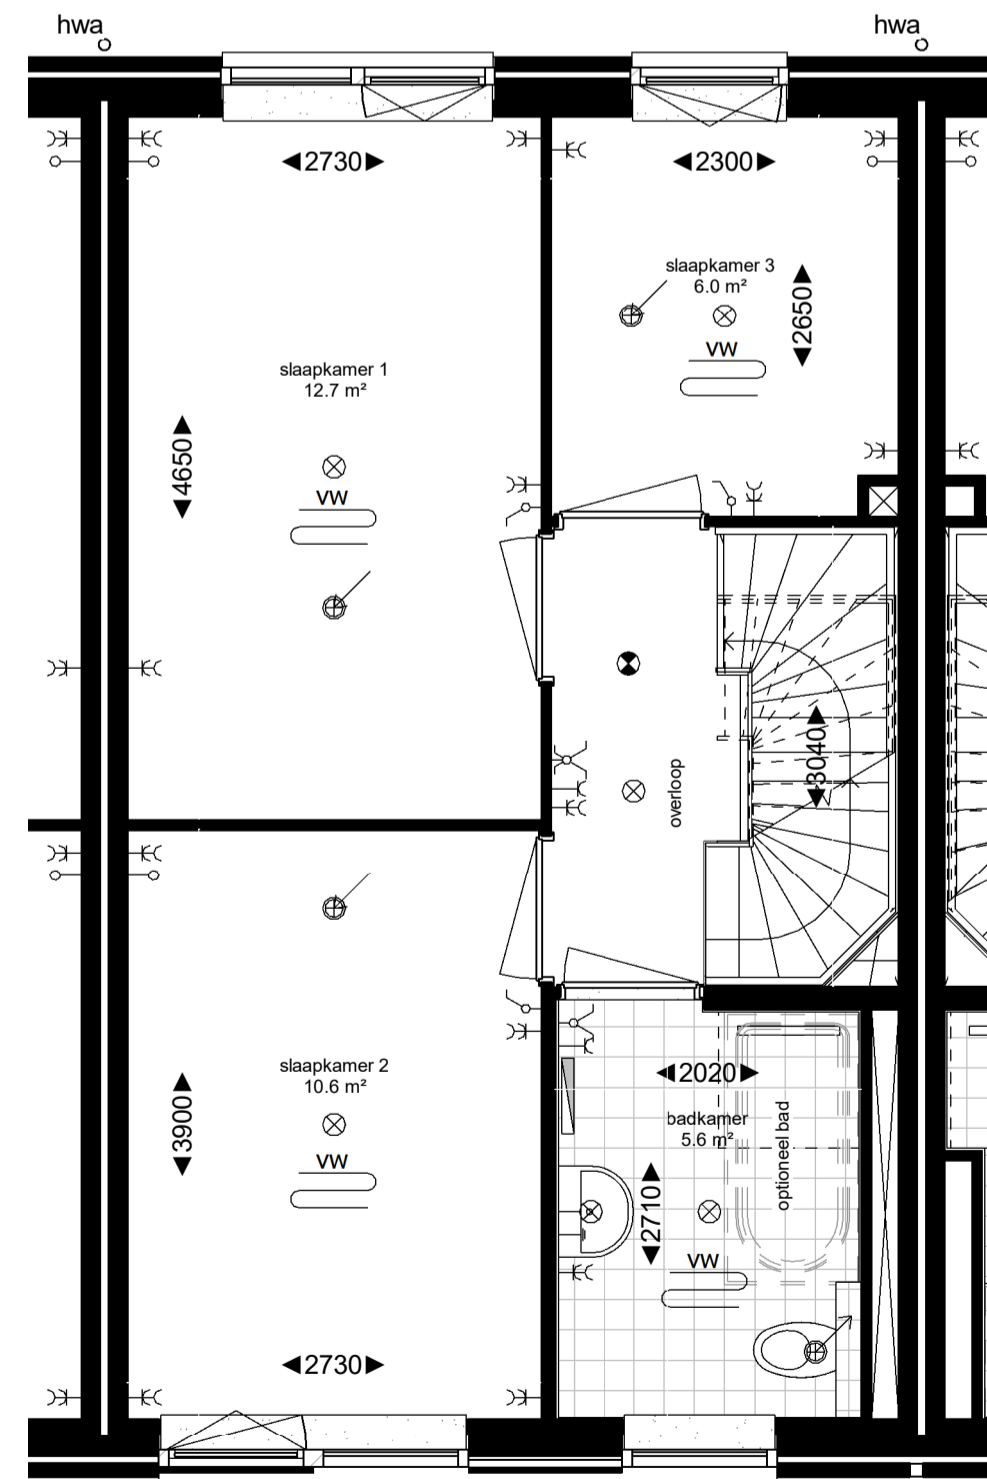 hwa
hwa
2730
2300
slaapkamer 3
6.0 m²
2650
VW
slaapkamer 1
12.7 m²
4650
VW
3040
overloop
slaapkamer 2
10.6 m²
3900
VW
2020
badkamer
5.6 m²
optioneel bad
2710
VW
2730